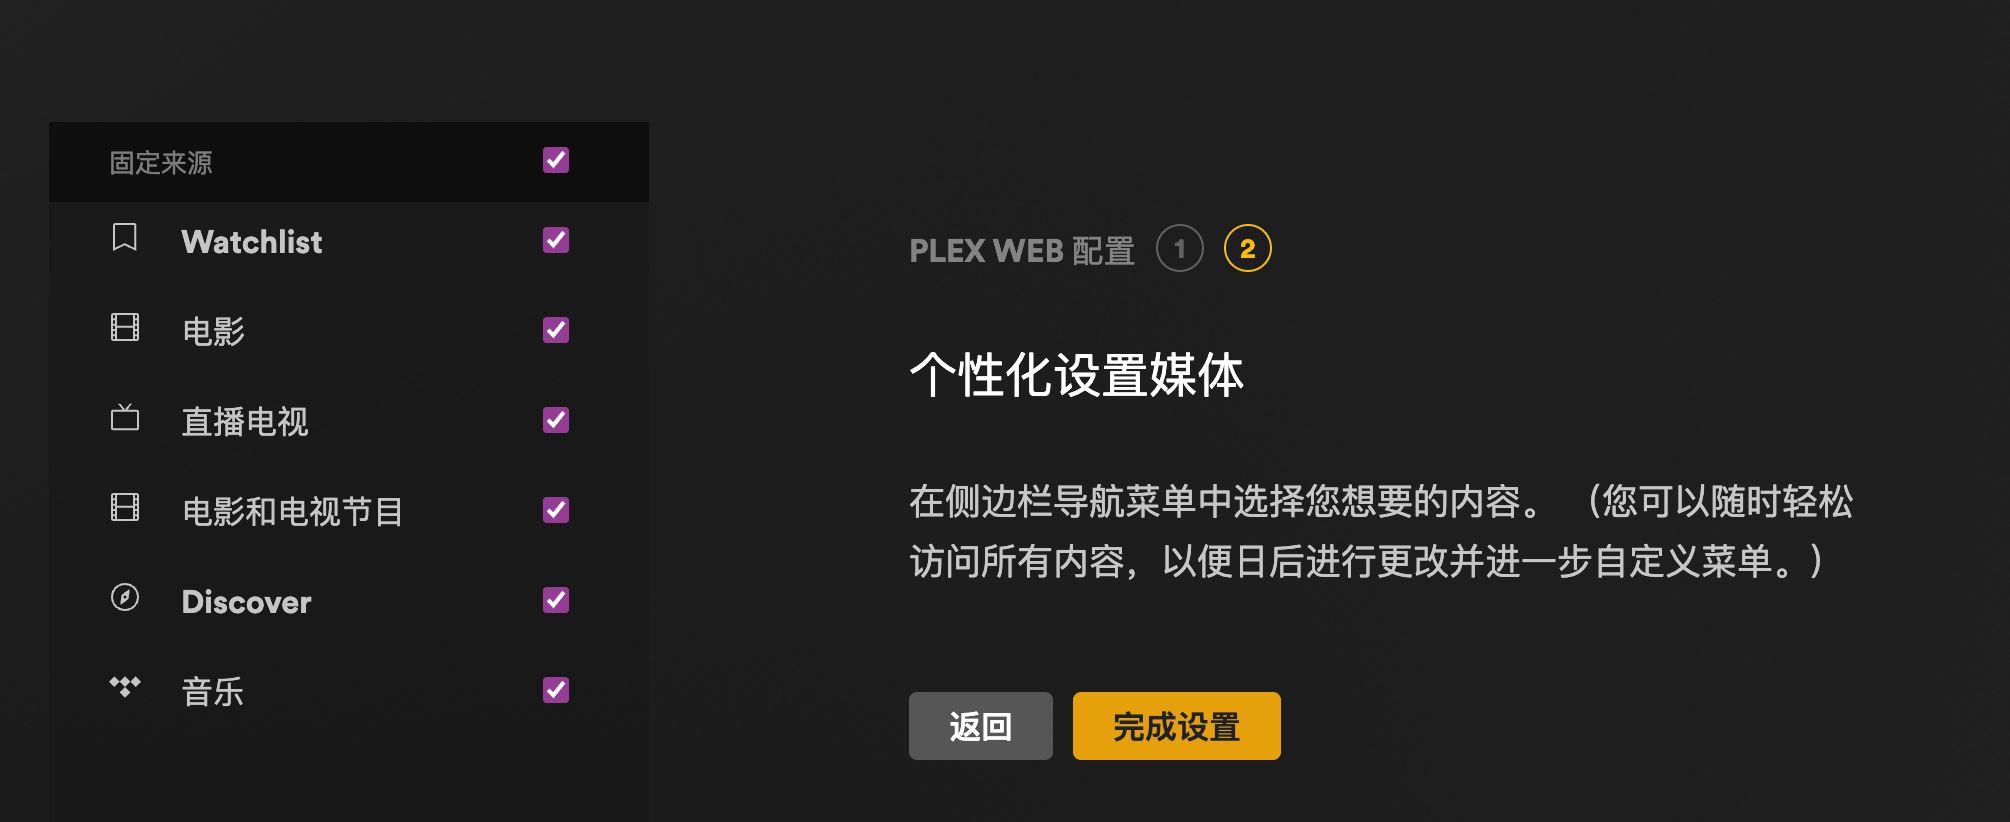 固定来源
Watchlist
电影
直播电视
电影和电视节目
Discover
音乐
PLEX WEB 配置 1 2
个性化设置媒体
在侧边栏导航菜单中选择您想要的内容。 （您可以随时轻松
访问所有内容，以便日后进行更改并进一步自定义菜单。）
返回 完成设置